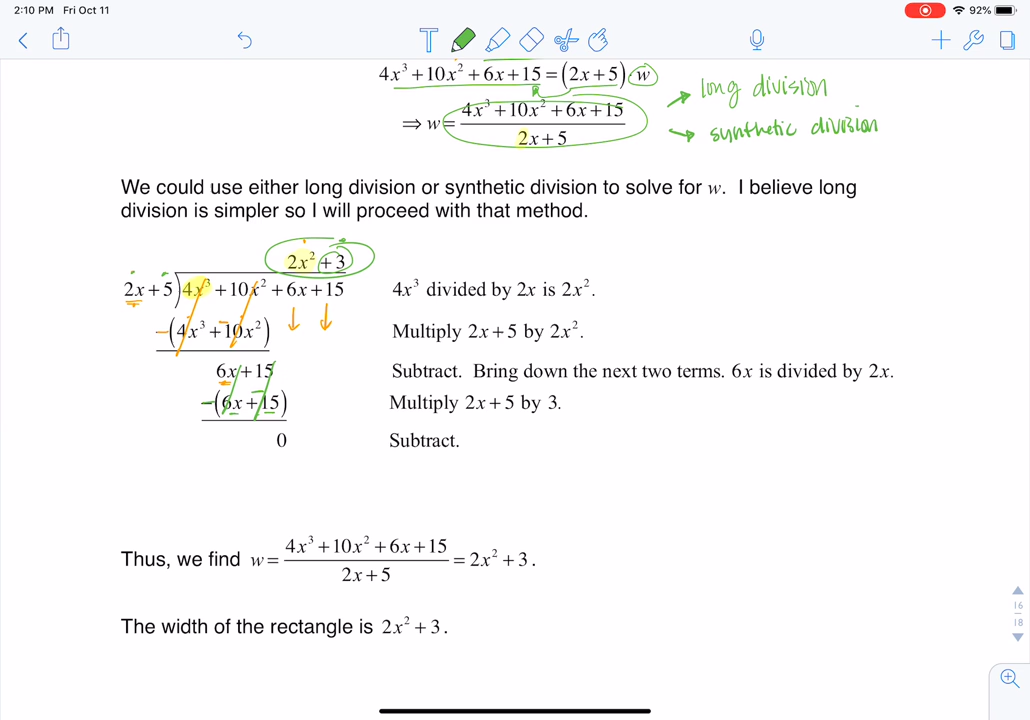 2:10 PM Fri Oct 11
92%
4x³ + 10x² + 6x + 15 = (2x + 5)·w
⇒ w = (4x³ + 10x² + 6x + 15)/(2x + 5)
→ long division
→ synthetic division
We could use either long division or synthetic division to solve for w. I believe long
division is simpler so I will proceed with that method.
2x² + 3
2x + 5)4x³ + 10x² + 6x + 15 4x³ divided by 2x is 2x².
−(4x³ + 10x²) ↓ ↓ Multiply 2x + 5 by 2x².
6x + 15 Subtract. Bring down the next two terms. 6x is divided by 2x.
−(6x + 15) Multiply 2x + 5 by 3.
0 Subtract.
Thus, we find w = (4x³ + 10x² + 6x + 15)/(2x + 5) = 2x² + 3.
The width of the rectangle is 2x² + 3.
16
18